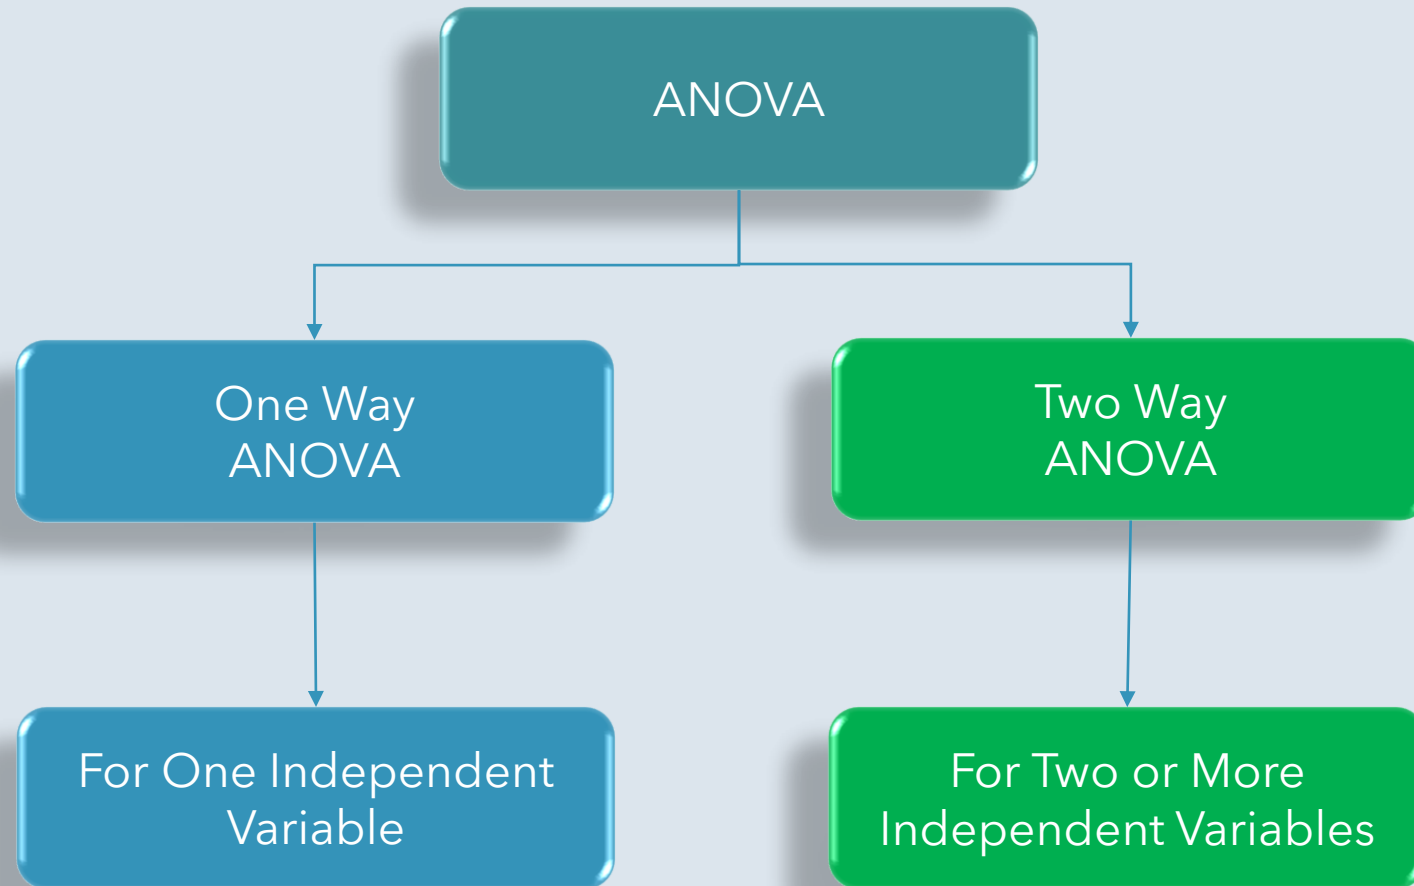 ANOVA
One Way
ANOVA
Two Way
ANOVA
For One Independent
Variable
For Two or More
Independent Variables